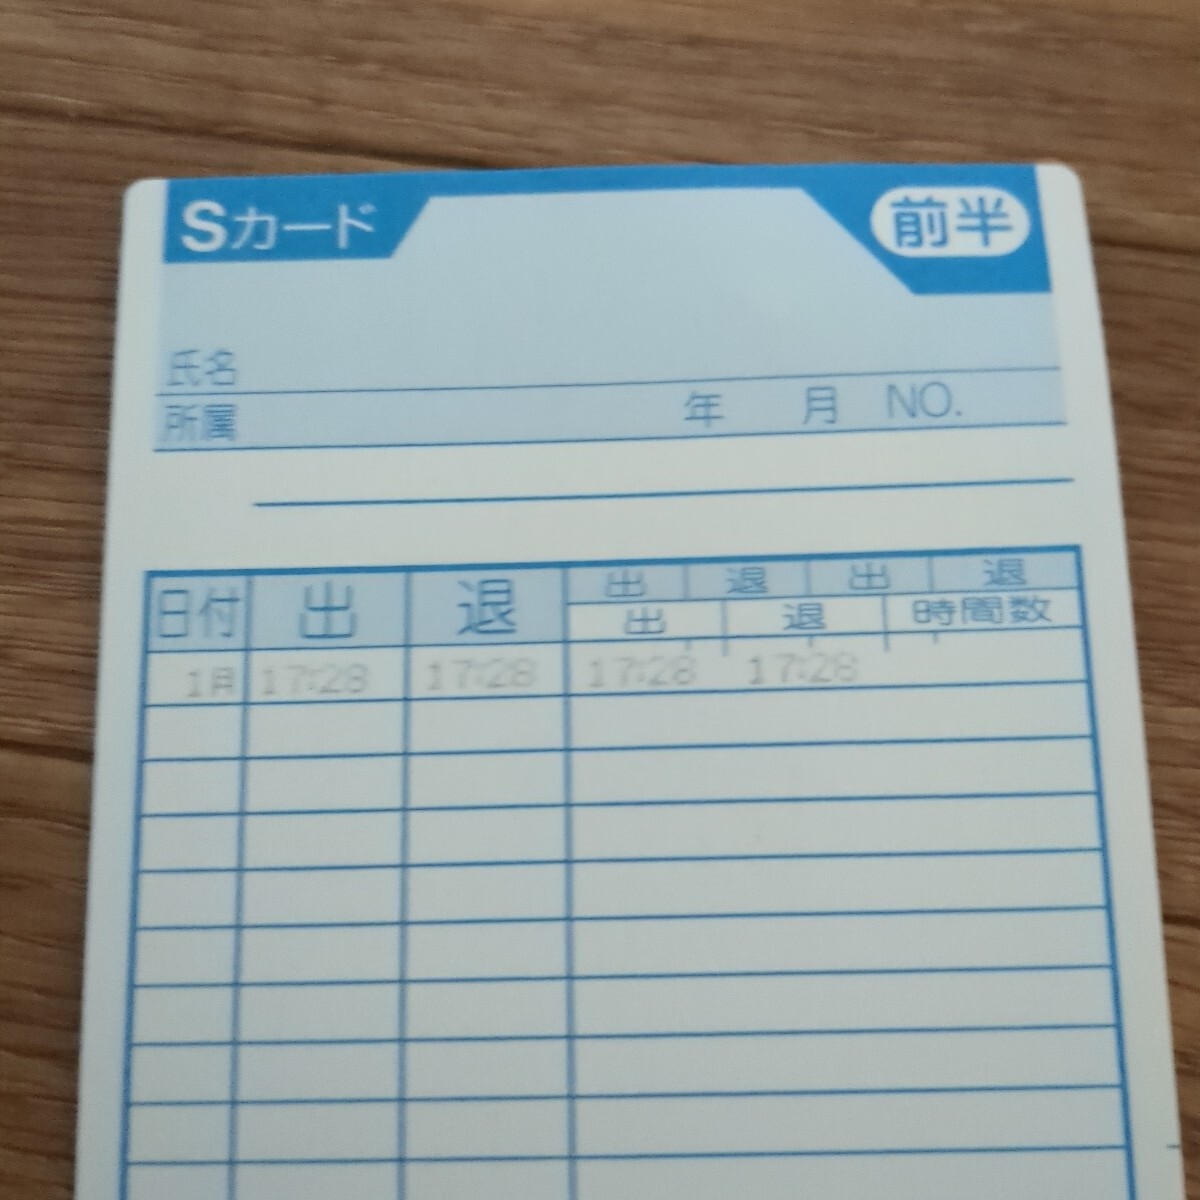 Sカード 前半
氏名
所属 年 月 NO.
日付 出 退 出 退 出 退
出 退 時間数
1月 17:28 17:28 17:28 17:28